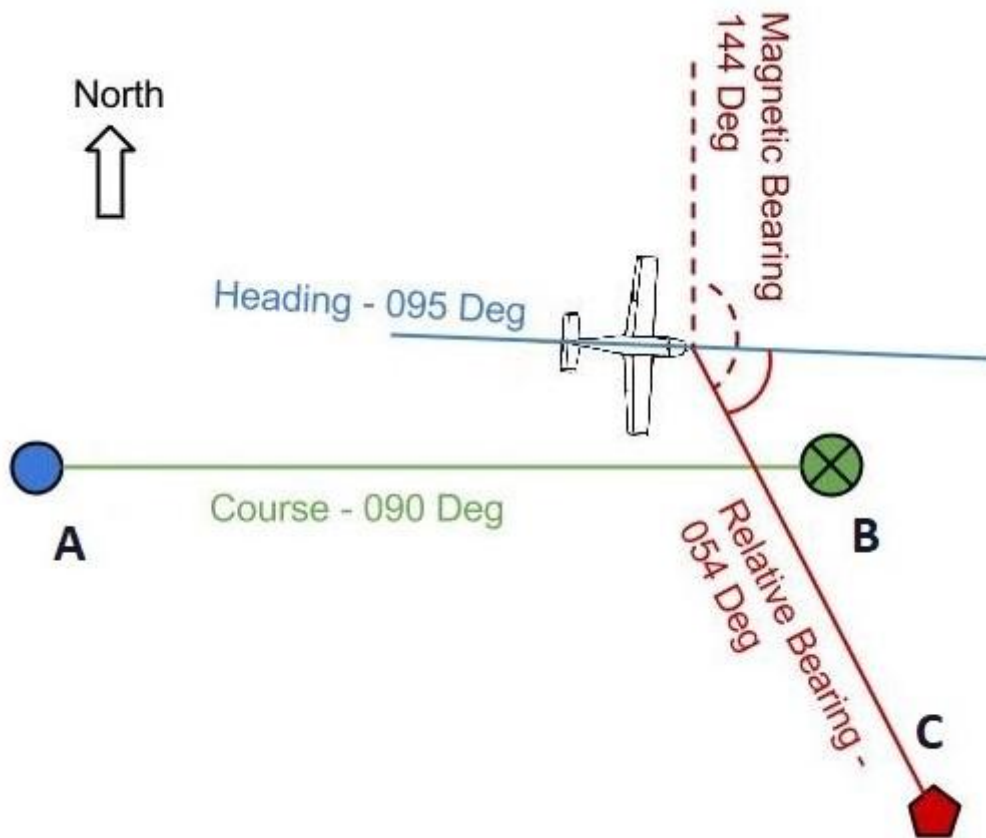 North
Magnetic Bearing
144 Deg
Heading - 095 Deg
A
Course - 090 Deg
B
Relative Bearing -
054 Deg
C